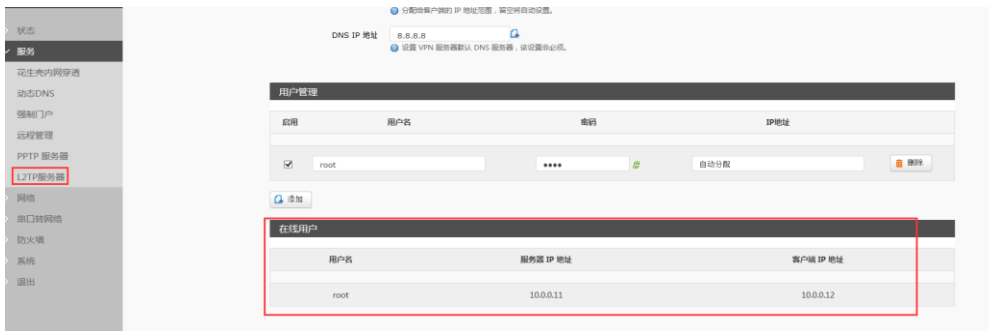 分配给客户端的 IP 地址范围，留空将自动设置。
DNS IP 地址 8.8.8.8
设置 VPN 服务器默认 DNS 服务器，该设置非必须。
状态
服务
花生壳内网穿透
动态DNS
强制门户
远程管理
PPTP 服务器
L2TP服务器
网络
串口转网络
防火墙
系统
退出
用户管理
启用 用户名 密码 IP地址
root •••• 自动分配 删除
添加
在线用户
用户名 服务器 IP 地址 客户端 IP 地址
root 10.0.0.11 10.0.0.12